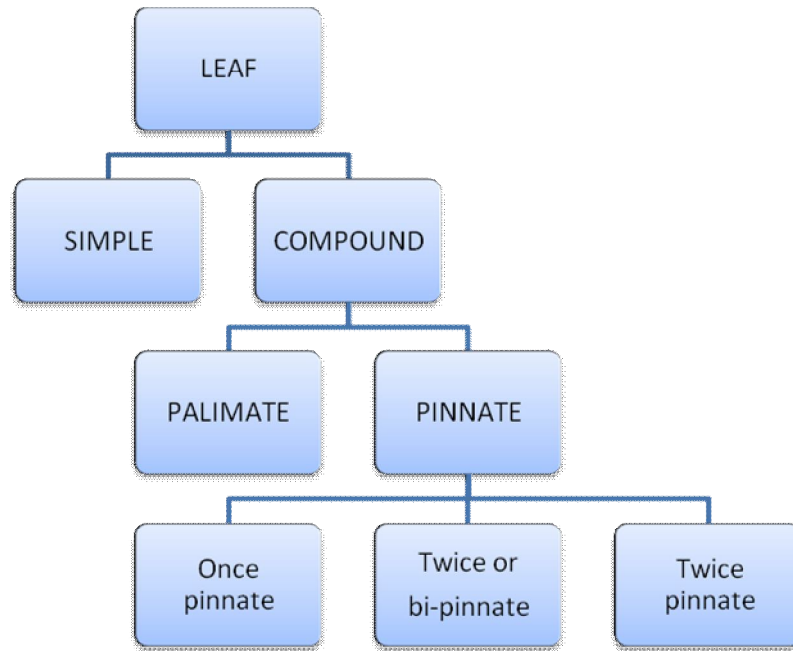 LEAF
SIMPLE
COMPOUND
PALIMATE
PINNATE
Once
pinnate
Twice or
bi-pinnate
Twice
pinnate